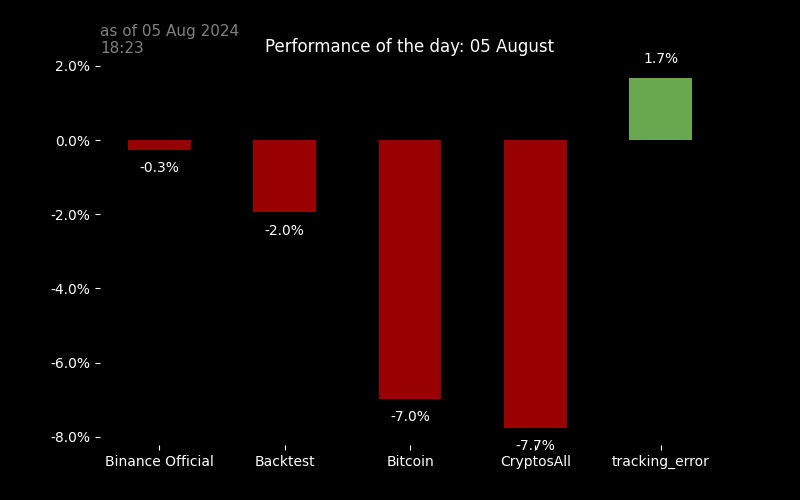 as of 05 Aug 2024
18:23
Performance of the day: 05 August
2.0%
0.0%
-2.0%
-4.0%
-6.0%
-8.0%
-0.3%
-2.0%
-7.0%
-7.7%
1.7%
Binance Official
Backtest
Bitcoin
CryptosAll
tracking_error